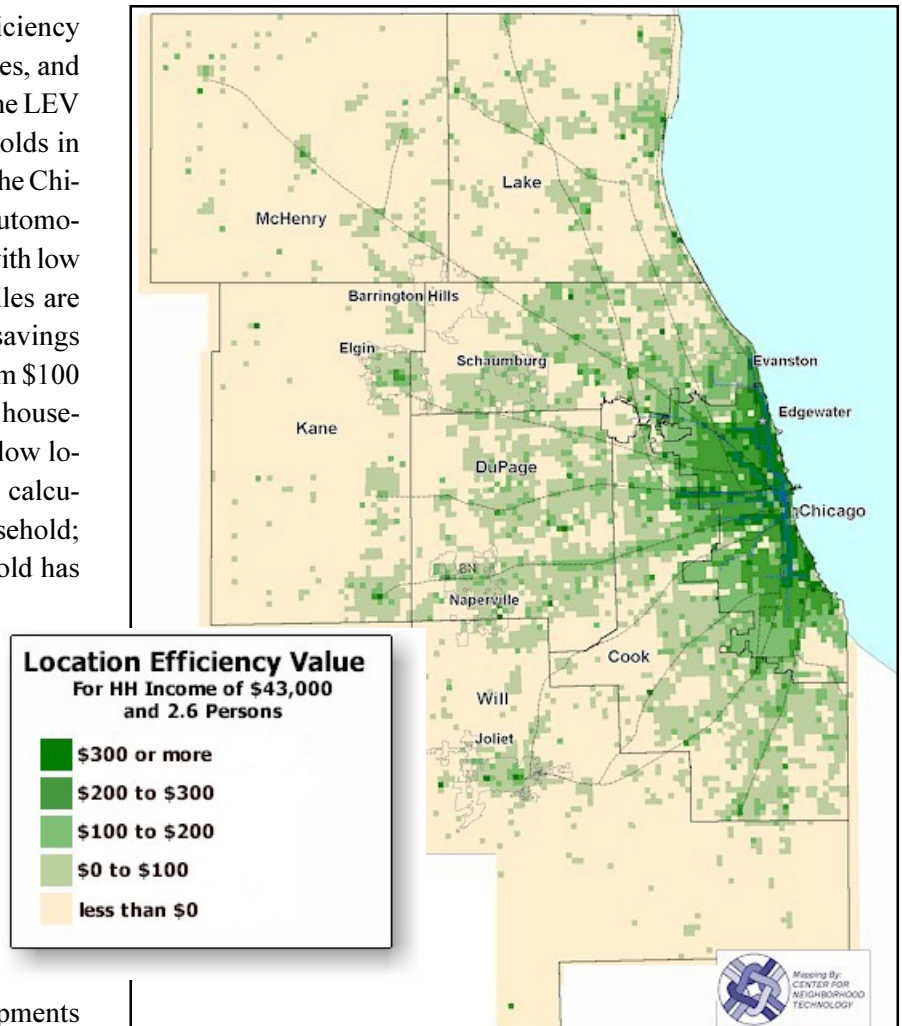 iciency
es, and
he LEV
olds in
he Chi-
utomo-
ith low
iles are
savings
m $100
house-
low lo-
calcu-
sehold;
old has
pments
Lake
McHenry
Barrington Hills
Elgin
Schaumburg
Evanston
Edgewater
Kane
DuPage
Chicago
BN
Naperville
Cook
Will
Joliet
Location Efficiency Value
For HH Income of $43,000
and 2.6 Persons
$300 or more
$200 to $300
$100 to $200
$0 to $100
less than $0
Mapping By:
CENTER FOR
NEIGHBORHOOD
TECHNOLOGY